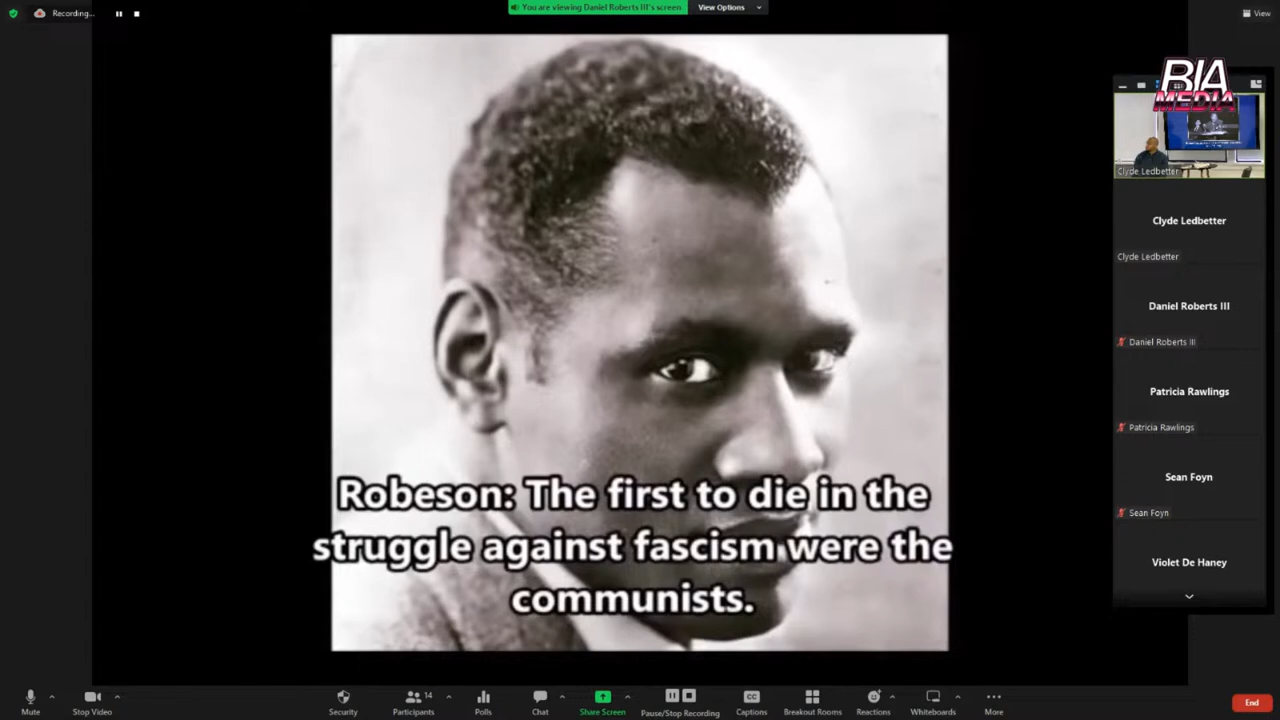 Recording...
You are viewing Daniel Roberts III's screen
View Options
View
BIA
MEDIA
Clyde Ledbetter
Clyde Ledbetter
Clyde Ledbetter
Daniel Roberts III
Daniel Roberts III
Patricia Rawlings
Patricia Rawlings
Sean Foyn
Sean Foyn
Violet De Haney
Robeson: The first to die in the
struggle against fascism were the
communists.
Mute
Stop Video
Security
Participants
14
Polls
Chat
Share Screen
Pause/Stop Recording
CC
Captions
Breakout Rooms
Reactions
Whiteboards
More
End